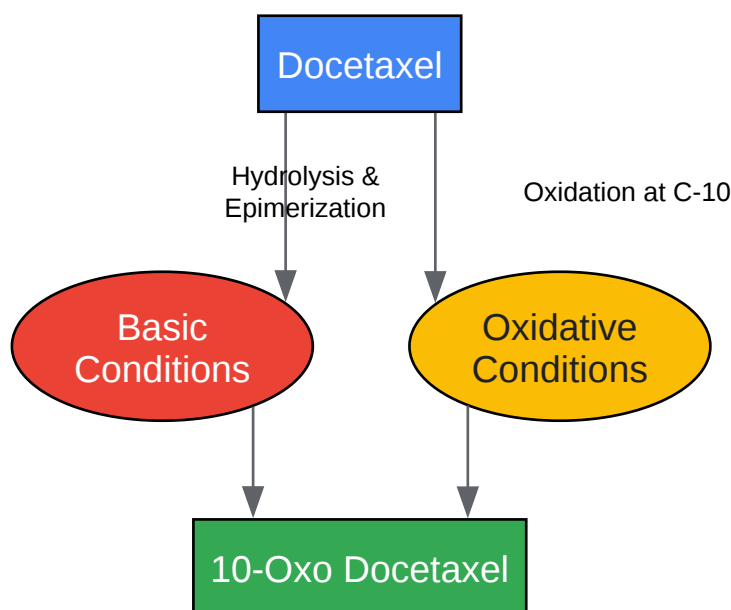 Docetaxel
Hydrolysis &
Epimerization
Oxidation at C-10
Basic
Conditions
Oxidative
Conditions
10-Oxo Docetaxel